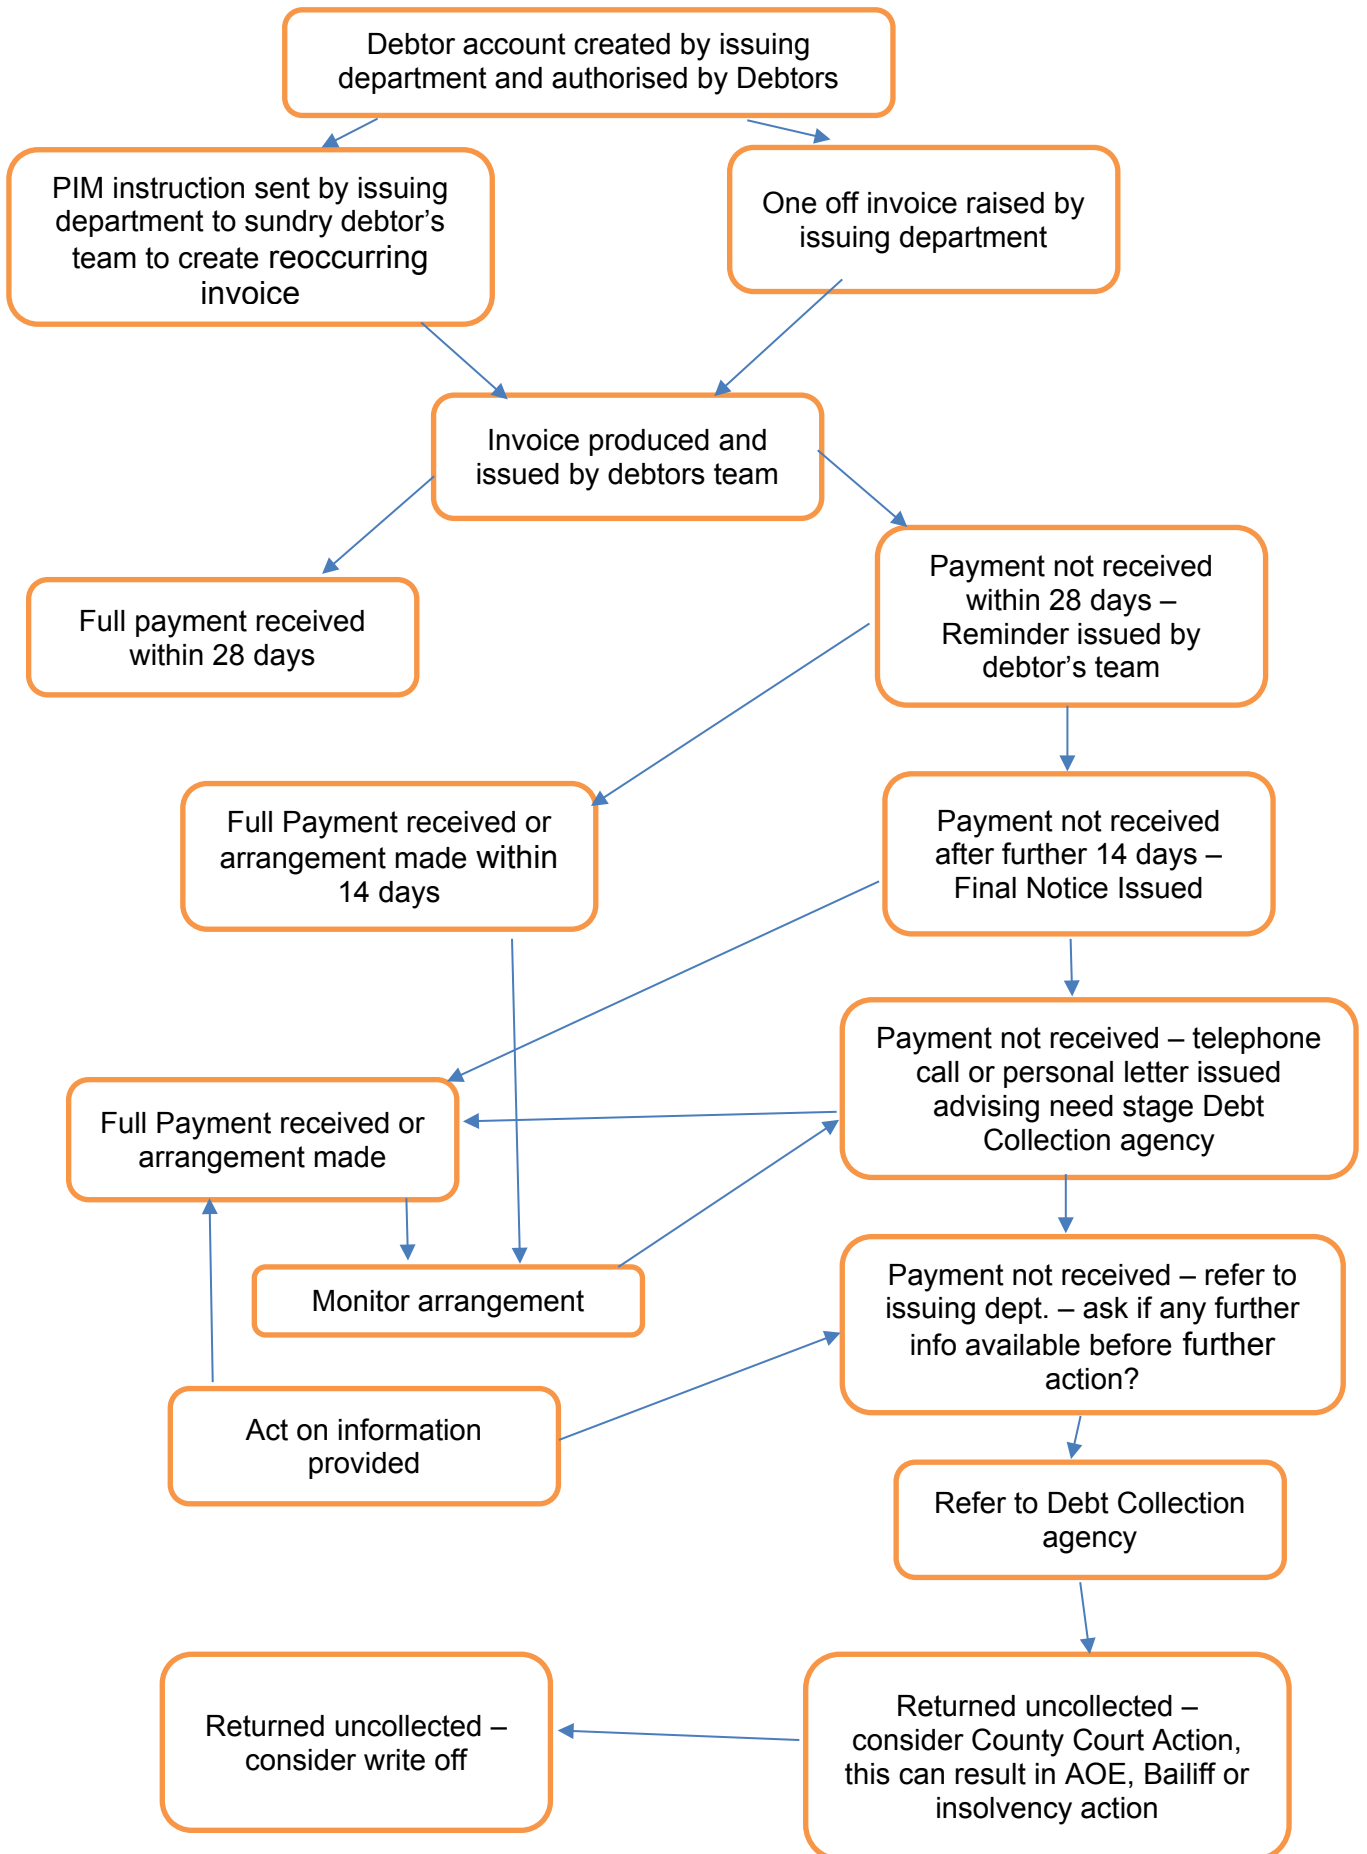 Debtor account created by issuing
department and authorised by Debtors
PIM instruction sent by issuing
department to sundry debtor’s
team to create reoccurring
invoice
One off invoice raised by
issuing department
Invoice produced and
issued by debtors team
Full payment received
within 28 days
Payment not received
within 28 days –
Reminder issued by
debtor’s team
Full Payment received or
arrangement made within
14 days
Payment not received
after further 14 days –
Final Notice Issued
Payment not received – telephone
call or personal letter issued
advising need stage Debt
Collection agency
Full Payment received or
arrangement made
Monitor arrangement
Payment not received – refer to
issuing dept. – ask if any further
info available before further
action?
Act on information
provided
Refer to Debt Collection
agency
Returned uncollected –
consider write off
Returned uncollected –
consider County Court Action,
this can result in AOE, Bailiff or
insolvency action